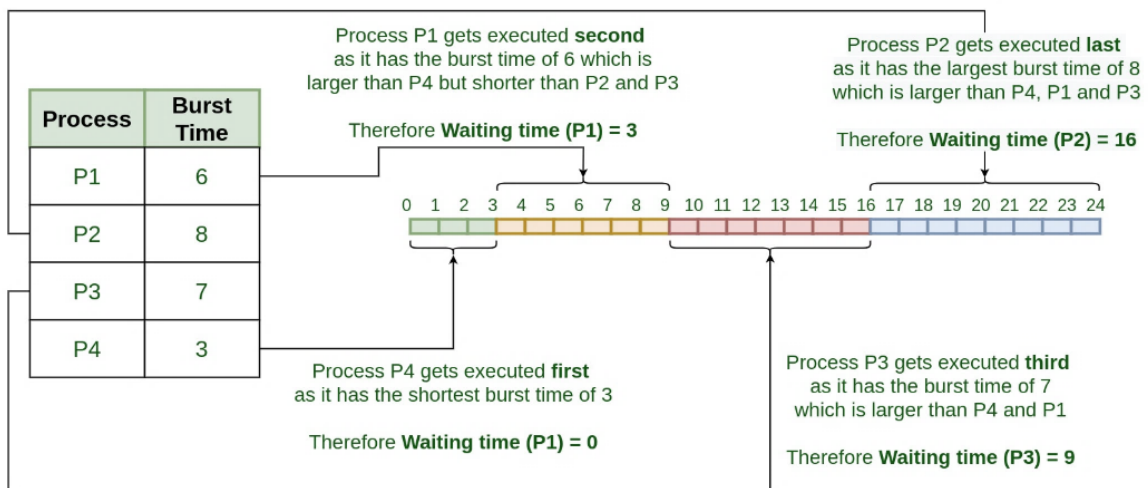 Process P1 gets executed second
as it has the burst time of 6 which is
larger than P4 but shorter than P2 and P3
Therefore Waiting time (P1) = 3
Process P2 gets executed last
as it has the largest burst time of 8
which is larger than P4, P1 and P3
Therefore Waiting time (P2) = 16
Process Burst Time
P1 6
P2 8
P3 7
P4 3
0 1 2 3 4 5 6 7 8 9 10 11 12 13 14 15 16 17 18 19 20 21 22 23 24
Process P4 gets executed first
as it has the shortest burst time of 3
Therefore Waiting time (P1) = 0
Process P3 gets executed third
as it has the burst time of 7
which is larger than P4 and P1
Therefore Waiting time (P3) = 9